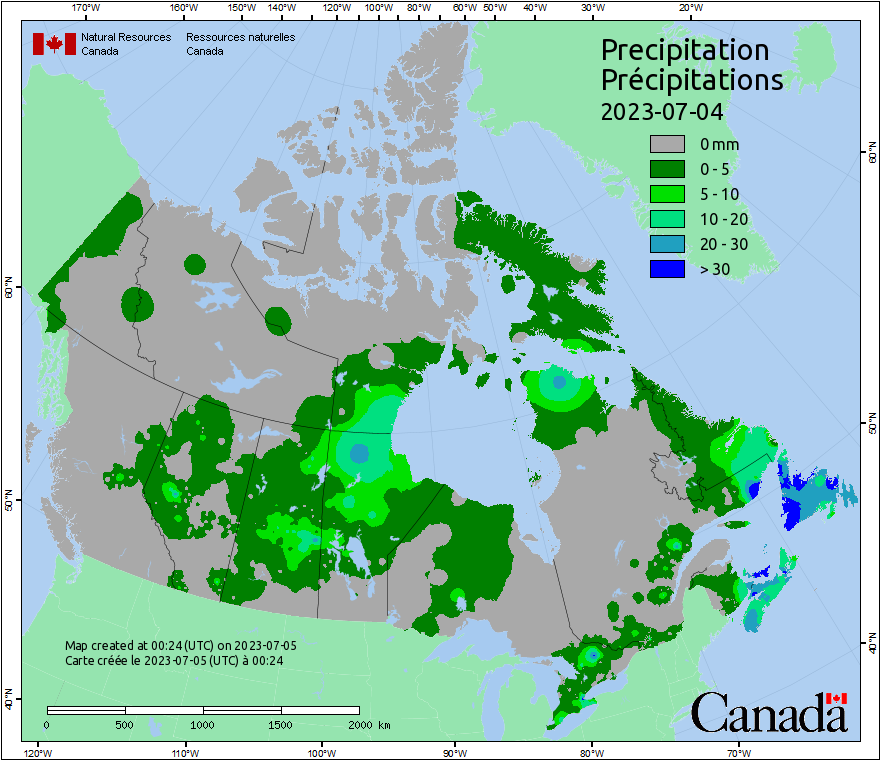 170°W 160°W 150°W 140°W 120°W 100°W 80°W 60°W 50°W 40°W 30°W 20°W
Natural Resources Ressources naturelles
Canada Canada
Precipitation
Précipitations
2023-07-04
0 mm
0 - 5
5 - 10
10 - 20
20 - 30
> 30
60°N
60°N
50°N
50°N
40°N
40°N
Map created at 00:24 (UTC) on 2023-07-05
Carte créée le 2023-07-05 (UTC) à 00:24
0 500 1000 1500 2000 km
Canada
120°W 110°W 100°W 90°W 80°W 70°W